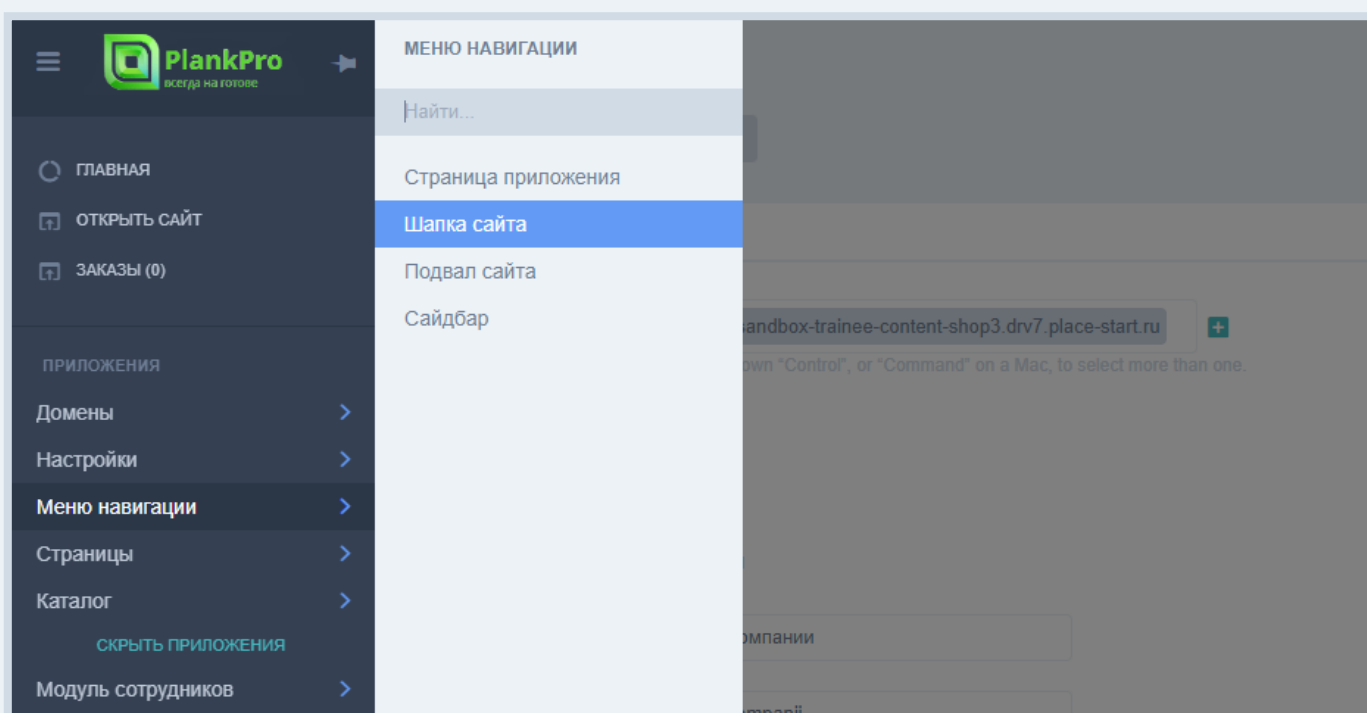 PlankPro
всегда на готове
ГЛАВНАЯ
ОТКРЫТЬ САЙТ
ЗАКАЗЫ (0)
ПРИЛОЖЕНИЯ
Домены
Настройки
Меню навигации
Страницы
Каталог
СКРЫТЬ ПРИЛОЖЕНИЯ
Модуль сотрудников
МЕНЮ НАВИГАЦИИ
Найти...
Страница приложения
Шапка сайта
Подвал сайта
Сайдбар
sandbox-trainee-content-shop3.drv7.place-start.ru
own “Control”, or “Command” on a Mac, to select more than one.
омпании